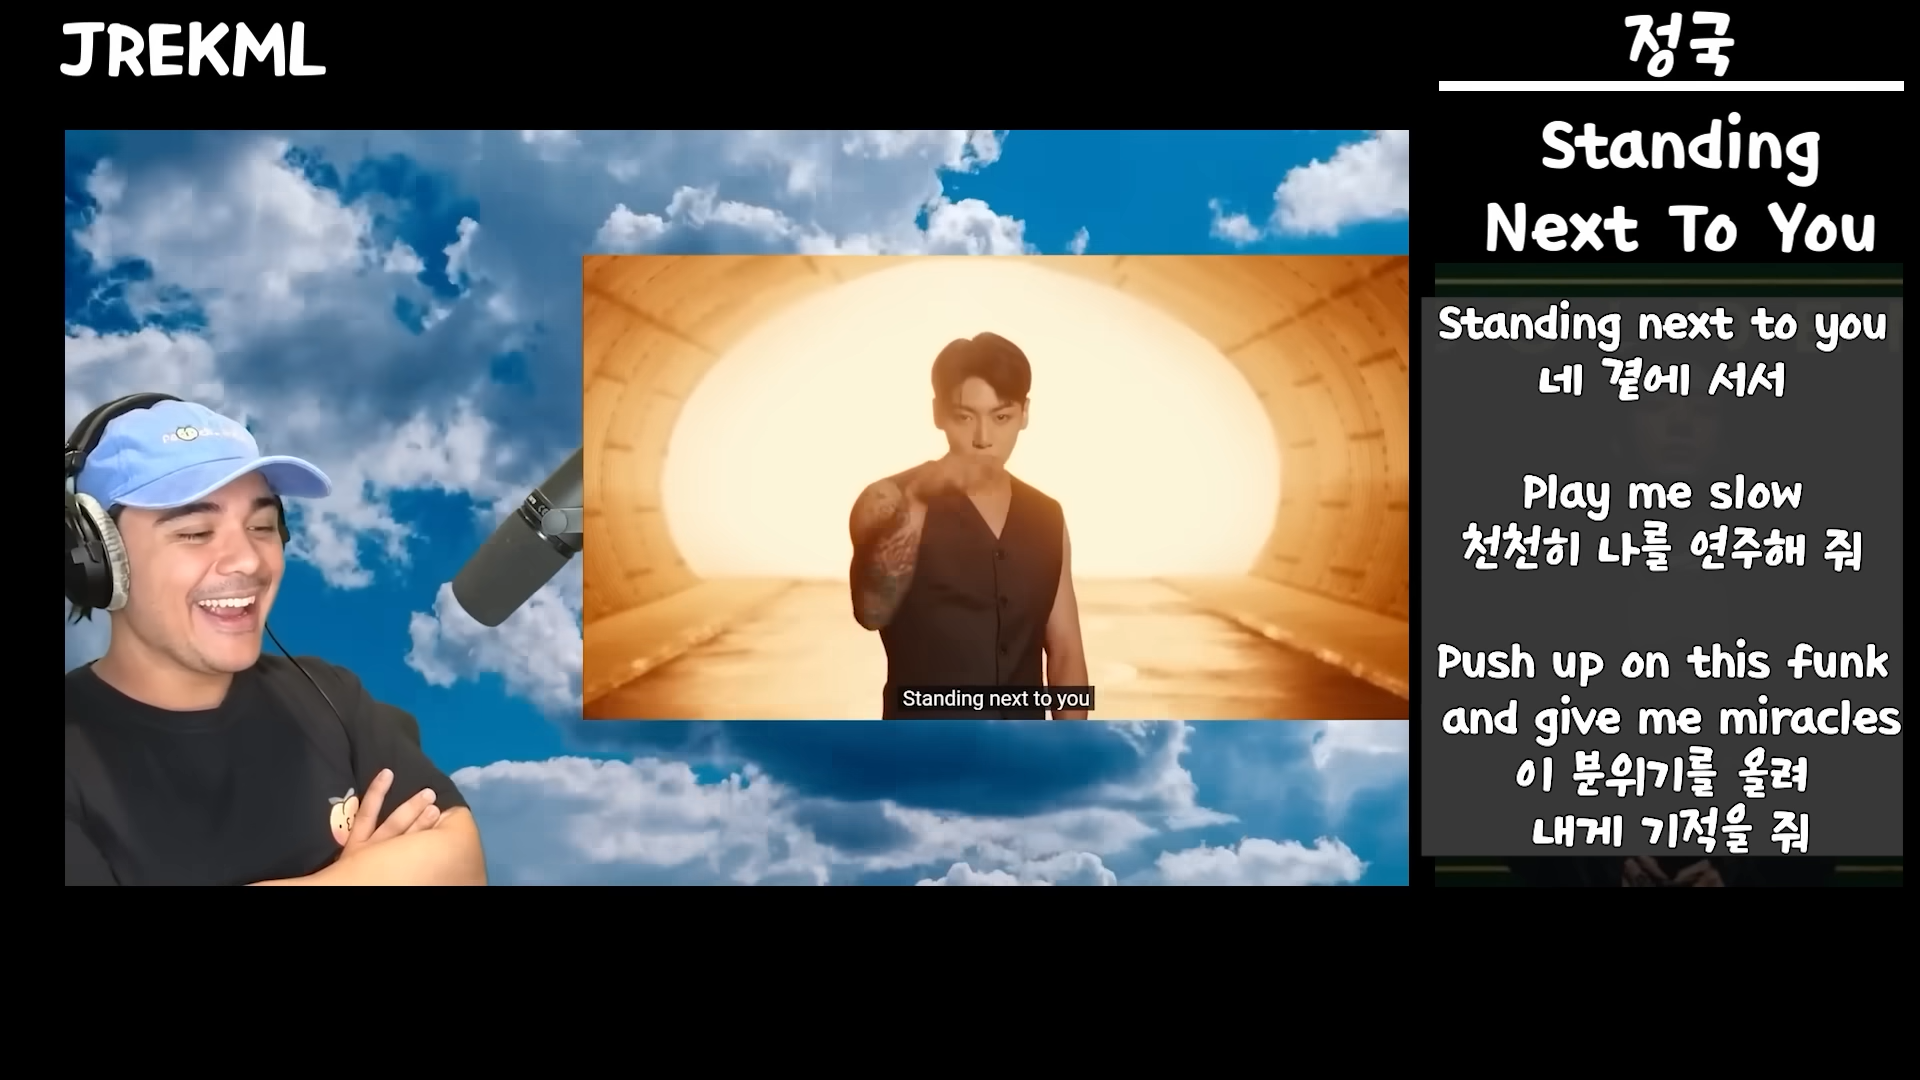 JREKML
정국
Standing
Next To You
Standing next to you
네 곁에 서서
Play me slow
천천히 나를 연주해 줘
Push up on this funk
and give me miracles
이 분위기를 올려
내게 기적을 줘
Standing next to you